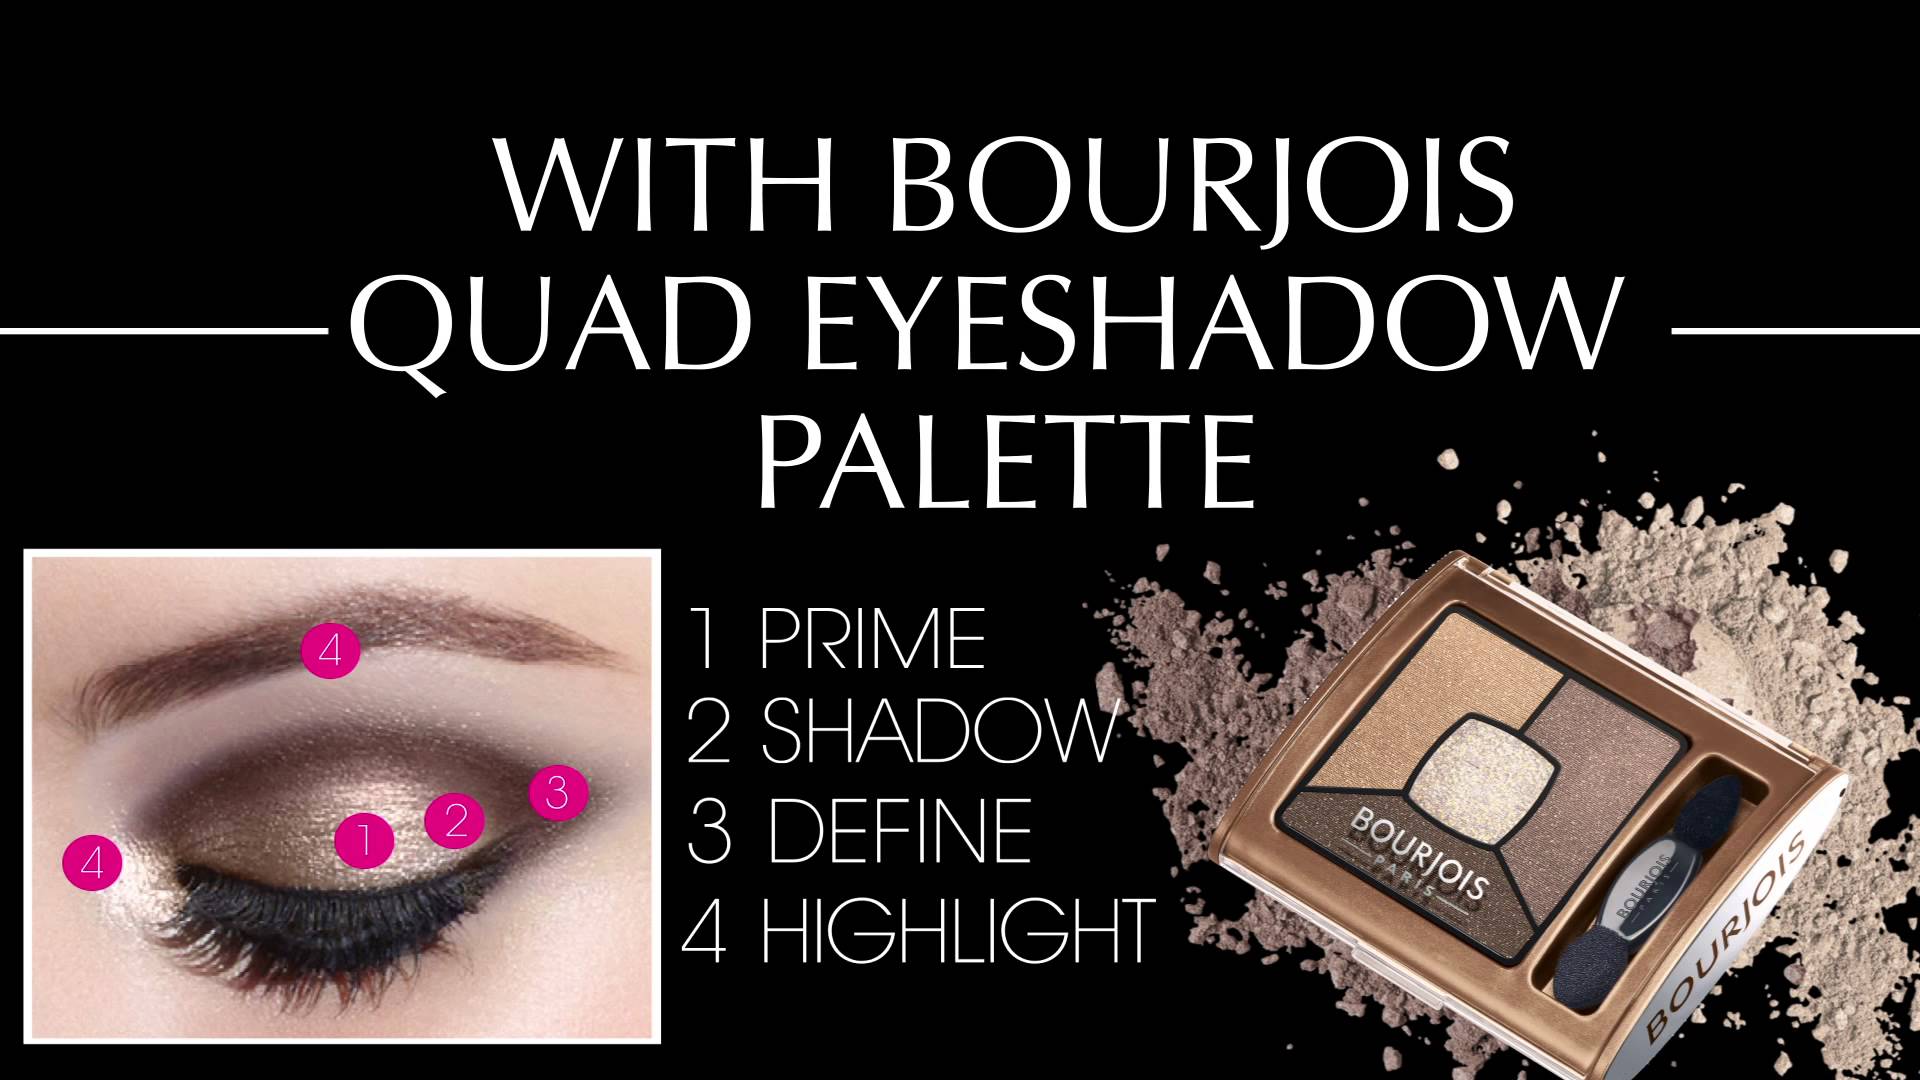 WITH BOURJOIS
QUAD EYESHADOW
PALETTE
4
1
2
3
4
1 PRIME
2 SHADOW
3 DEFINE
4 HIGHLIGHT
BOURJOIS
PARIS
BOURJOIS
PARIS
BOURJOIS